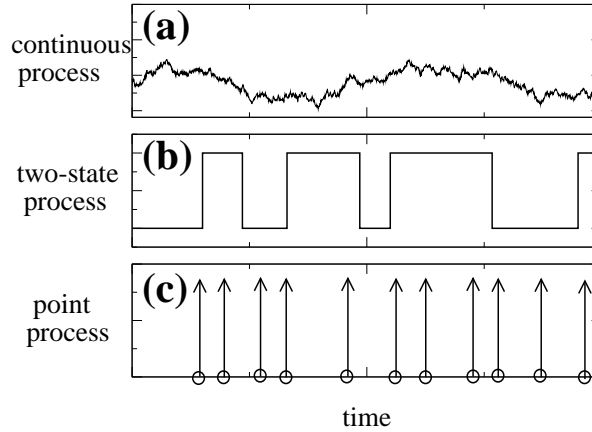 (a)
continuous
process
(b)
two-state
process
(c)
point
process
time